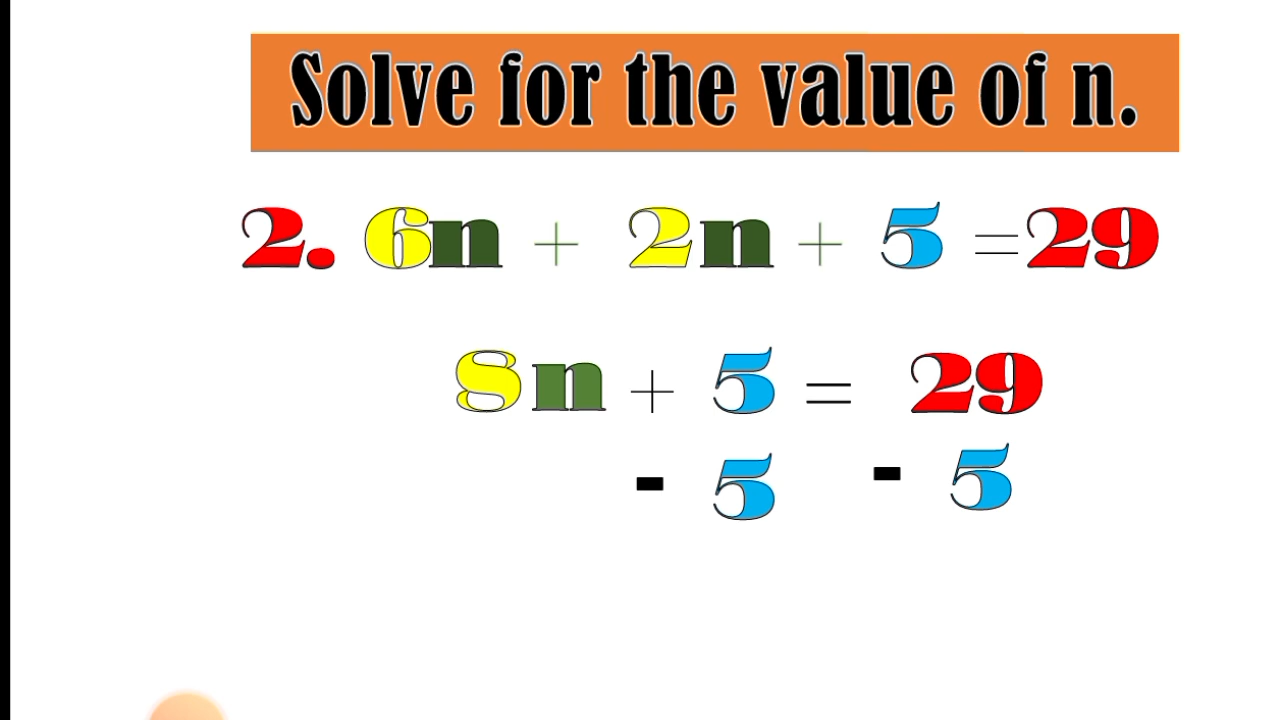 Solve for the value of n.
2. 6n + 2n + 5 =29
8n + 5 = 29
- 5 - 5